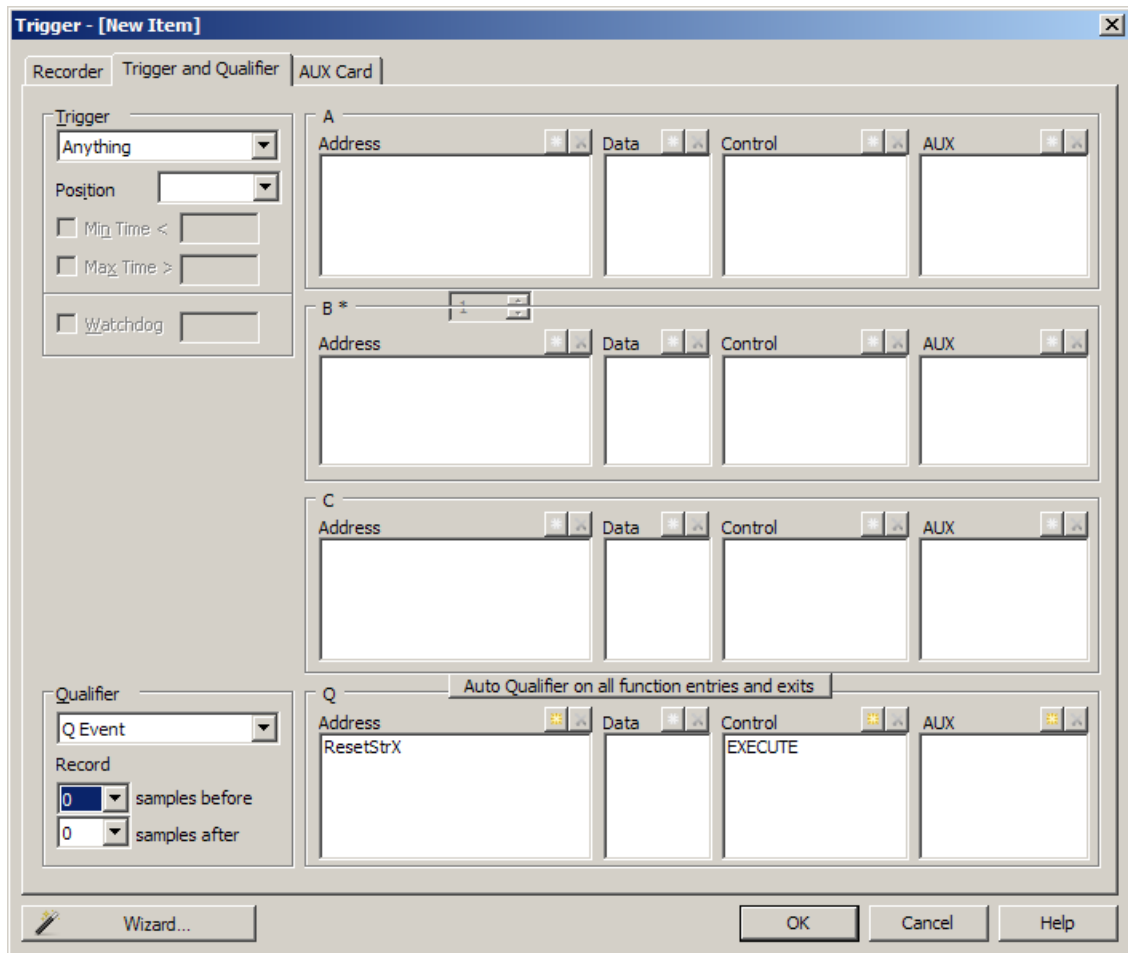 Trigger - [New Item]
Recorder Trigger and Qualifier AUX Card
Trigger
Anything
Position
Min Time <
Max Time >
Watchdog
A
Address Data Control AUX
B * 1
Address Data Control AUX
C
Address Data Control AUX
Qualifier
Q Event
Record
0 samples before
0 samples after
Q Auto Qualifier on all function entries and exits
Address Data Control AUX
ResetStrX EXECUTE
Wizard... OK Cancel Help